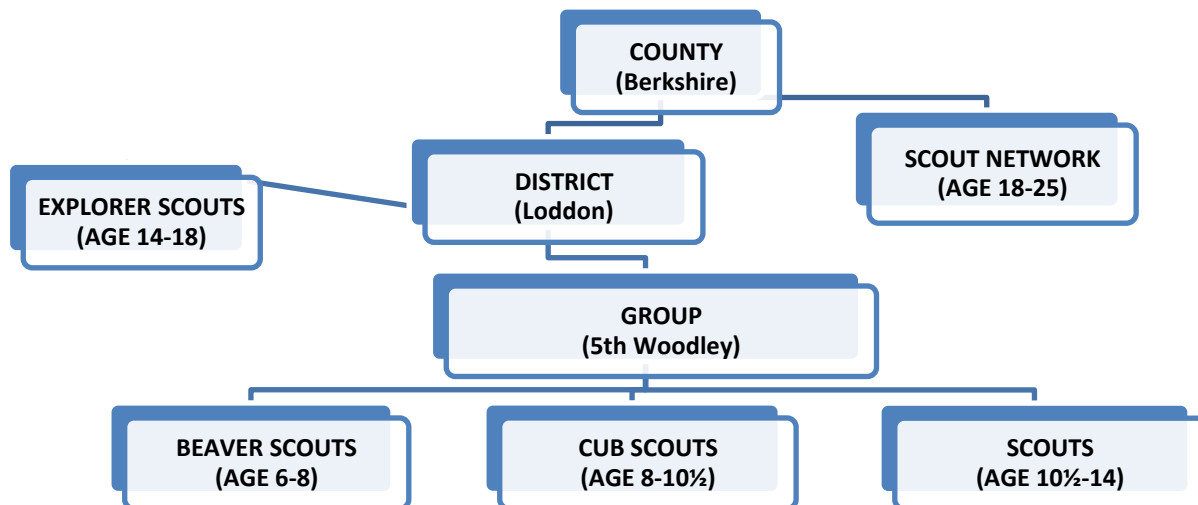 COUNTY
(Berkshire)
SCOUT NETWORK
(AGE 18-25)
DISTRICT
(Loddon)
EXPLORER SCOUTS
(AGE 14-18)
GROUP
(5th Woodley)
BEAVER SCOUTS
(AGE 6-8)
CUB SCOUTS
(AGE 8-10½)
SCOUTS
(AGE 10½-14)